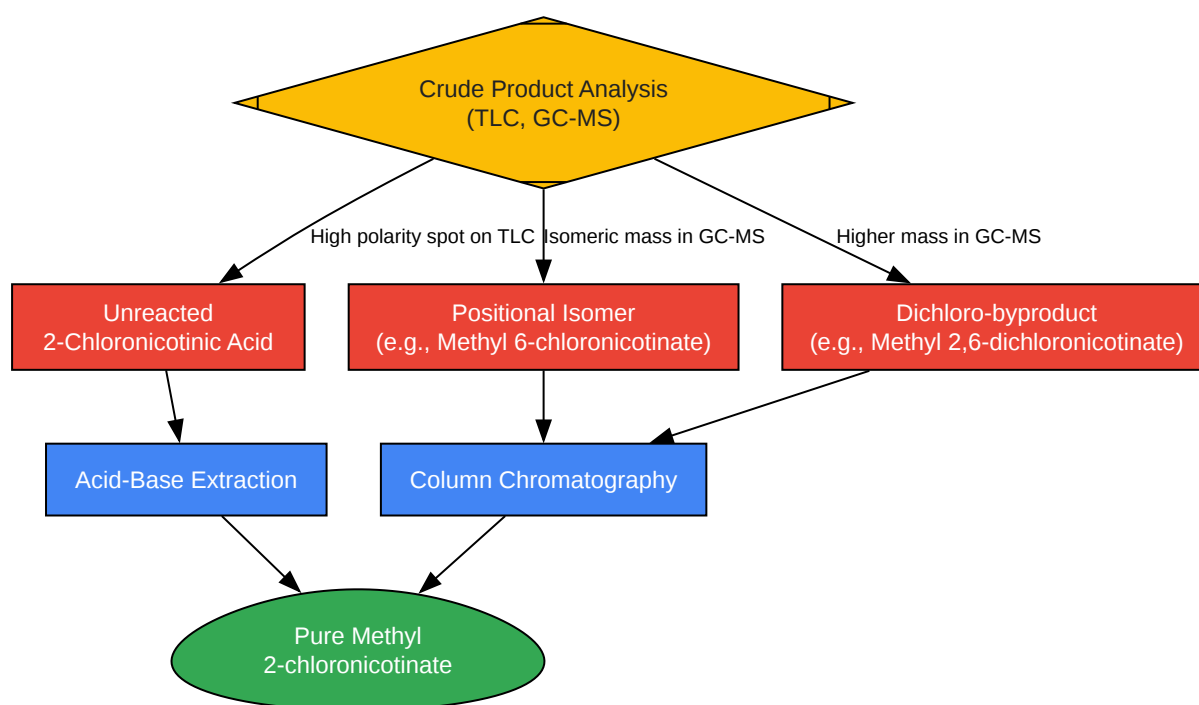 Crude Product Analysis
(TLC, GC-MS)
High polarity spot on TLC
Isomeric mass in GC-MS
Higher mass in GC-MS
Unreacted
2-Chloronicotinic Acid
Positional Isomer
(e.g., Methyl 6-chloronicotinate)
Dichloro-byproduct
(e.g., Methyl 2,6-dichloronicotinate)
Acid-Base Extraction
Column Chromatography
Pure Methyl
2-chloronicotinate